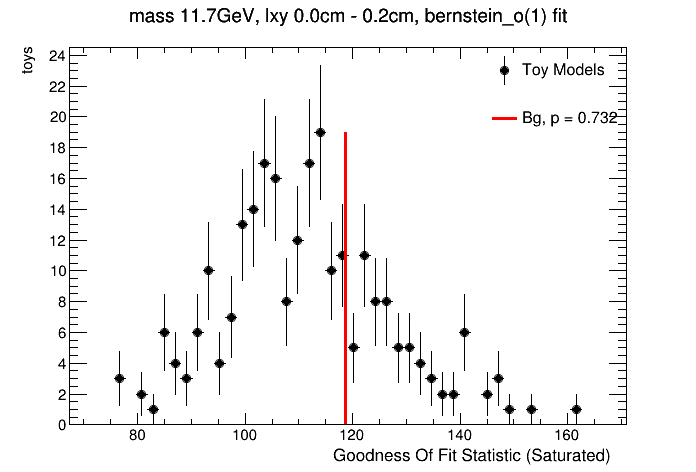 mass 11.7GeV, lxy 0.0cm - 0.2cm, bernstein_o(1) fit
toys
24
22
20
18
16
14
12
10
8
6
4
2
0
Toy Models
Bg, p = 0.732
80 100 120 140 160
Goodness Of Fit Statistic (Saturated)